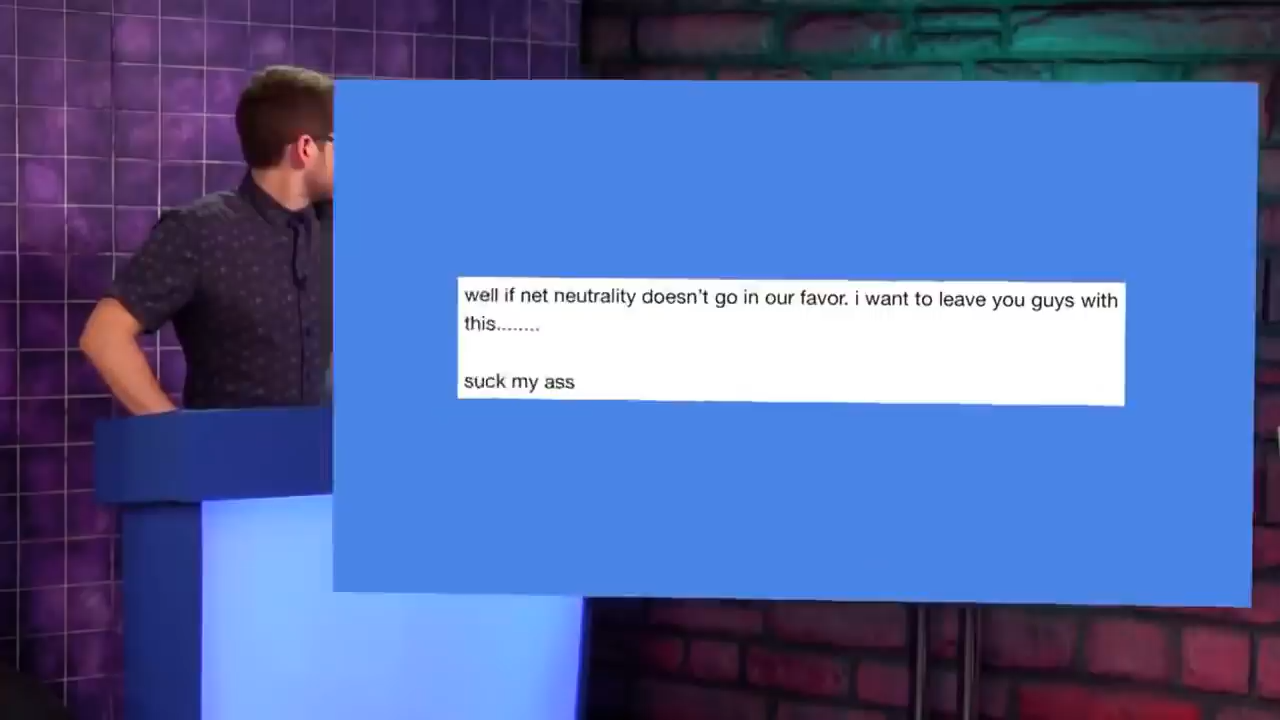 well if net neutrality doesn't go in our favor. i want to leave you guys with
this........
suck my ass